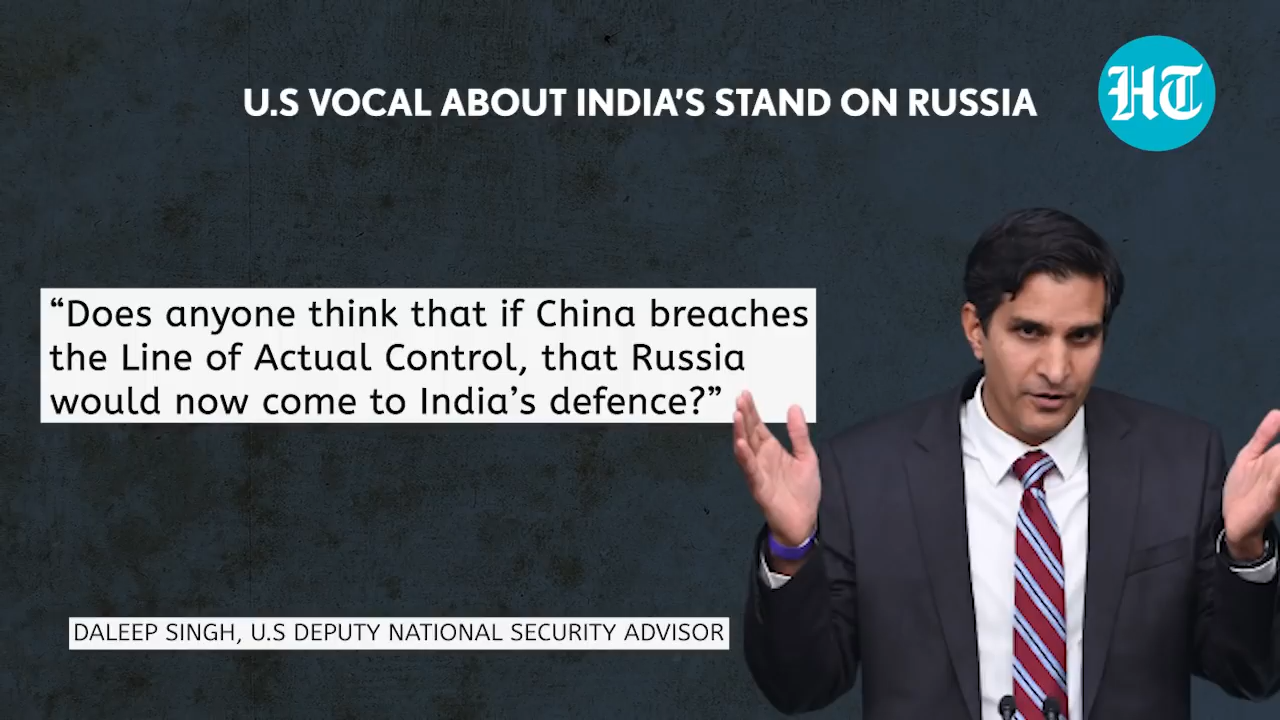 U.S VOCAL ABOUT INDIA'S STAND ON RUSSIA
HT
“Does anyone think that if China breaches
the Line of Actual Control, that Russia
would now come to India’s defence?”
DALEEP SINGH, U.S DEPUTY NATIONAL SECURITY ADVISOR